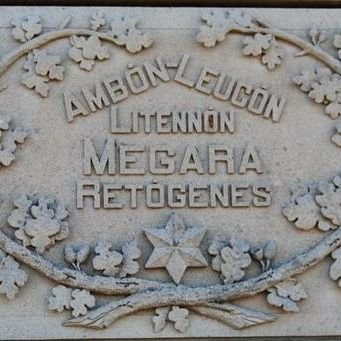 AMBÓN-LEUCÓN
LITENNÓN
MEGARA
RETÓGENES